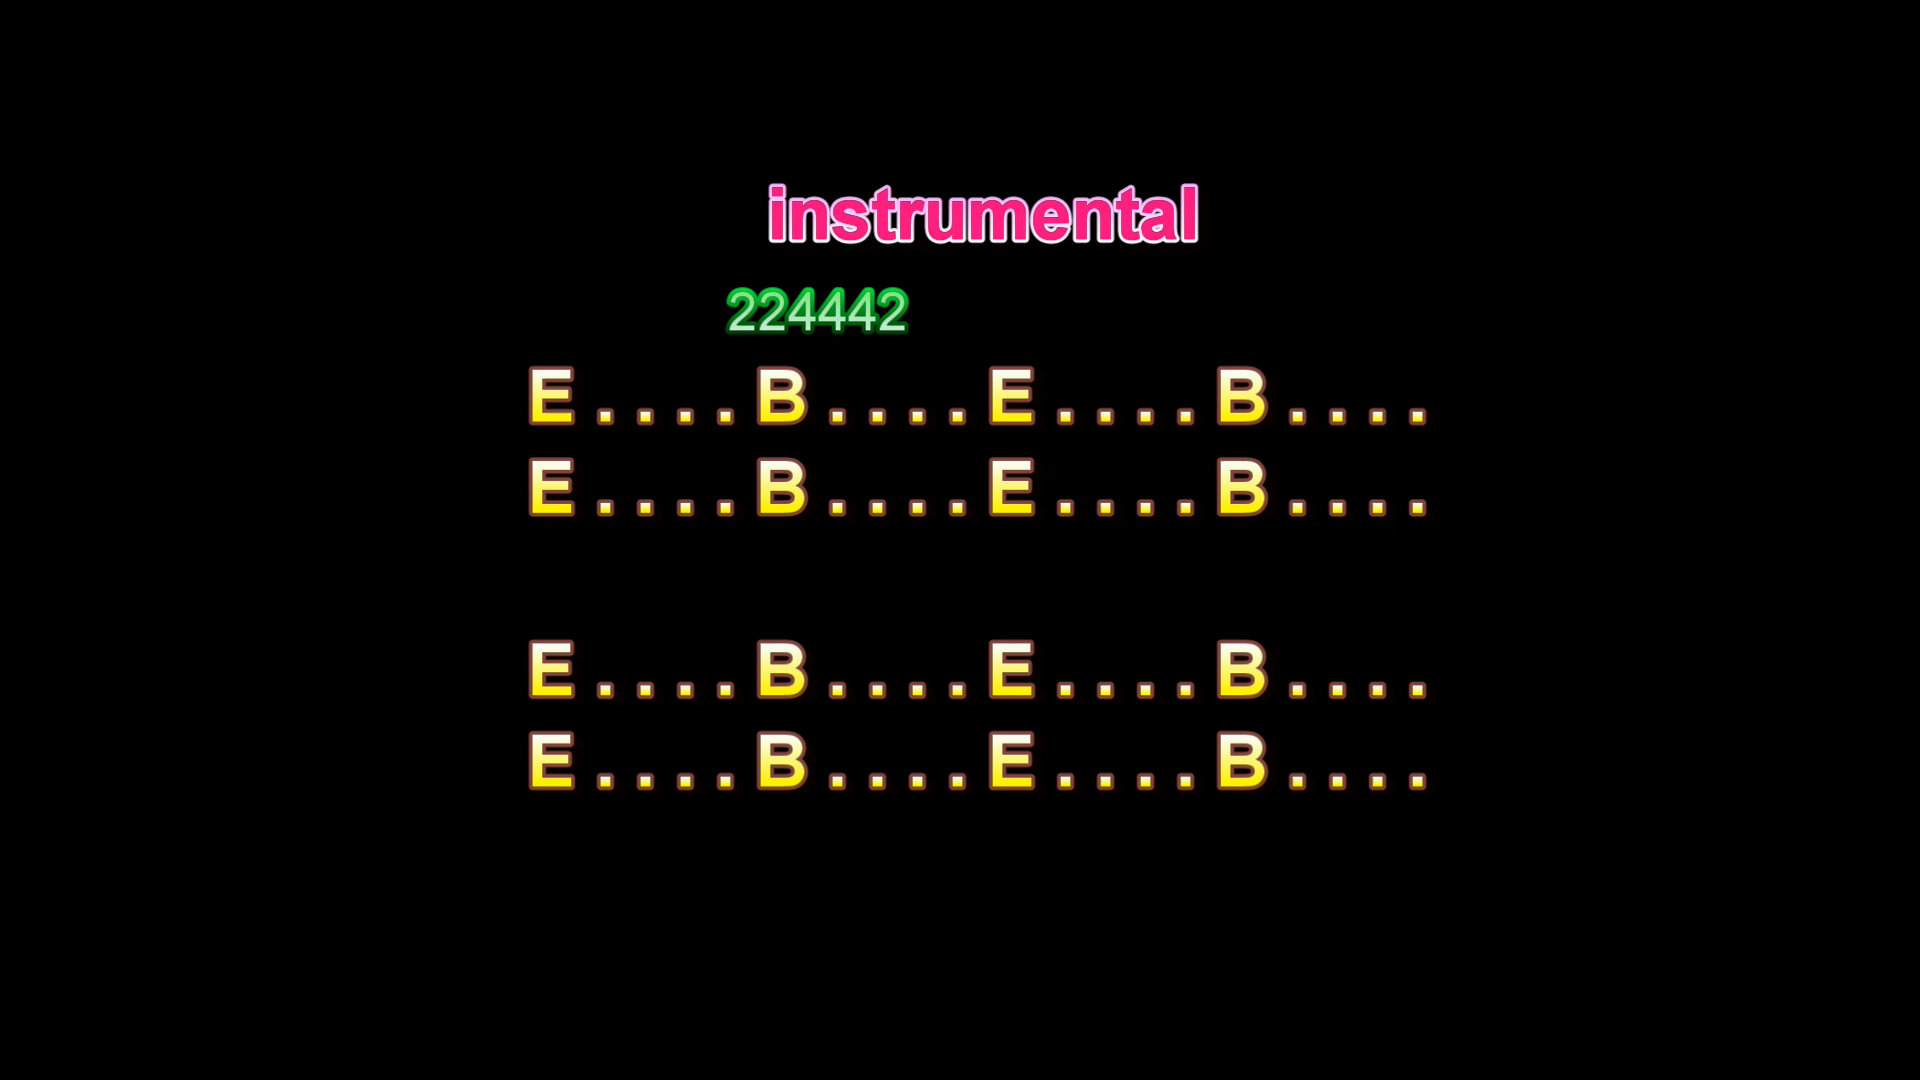 instrumental
224442
E . . . . B . . . . E . . . . B . . . .
E . . . . B . . . . E . . . . B . . . .
E . . . . B . . . . E . . . . B . . . .
E . . . . B . . . . E . . . . B . . . .